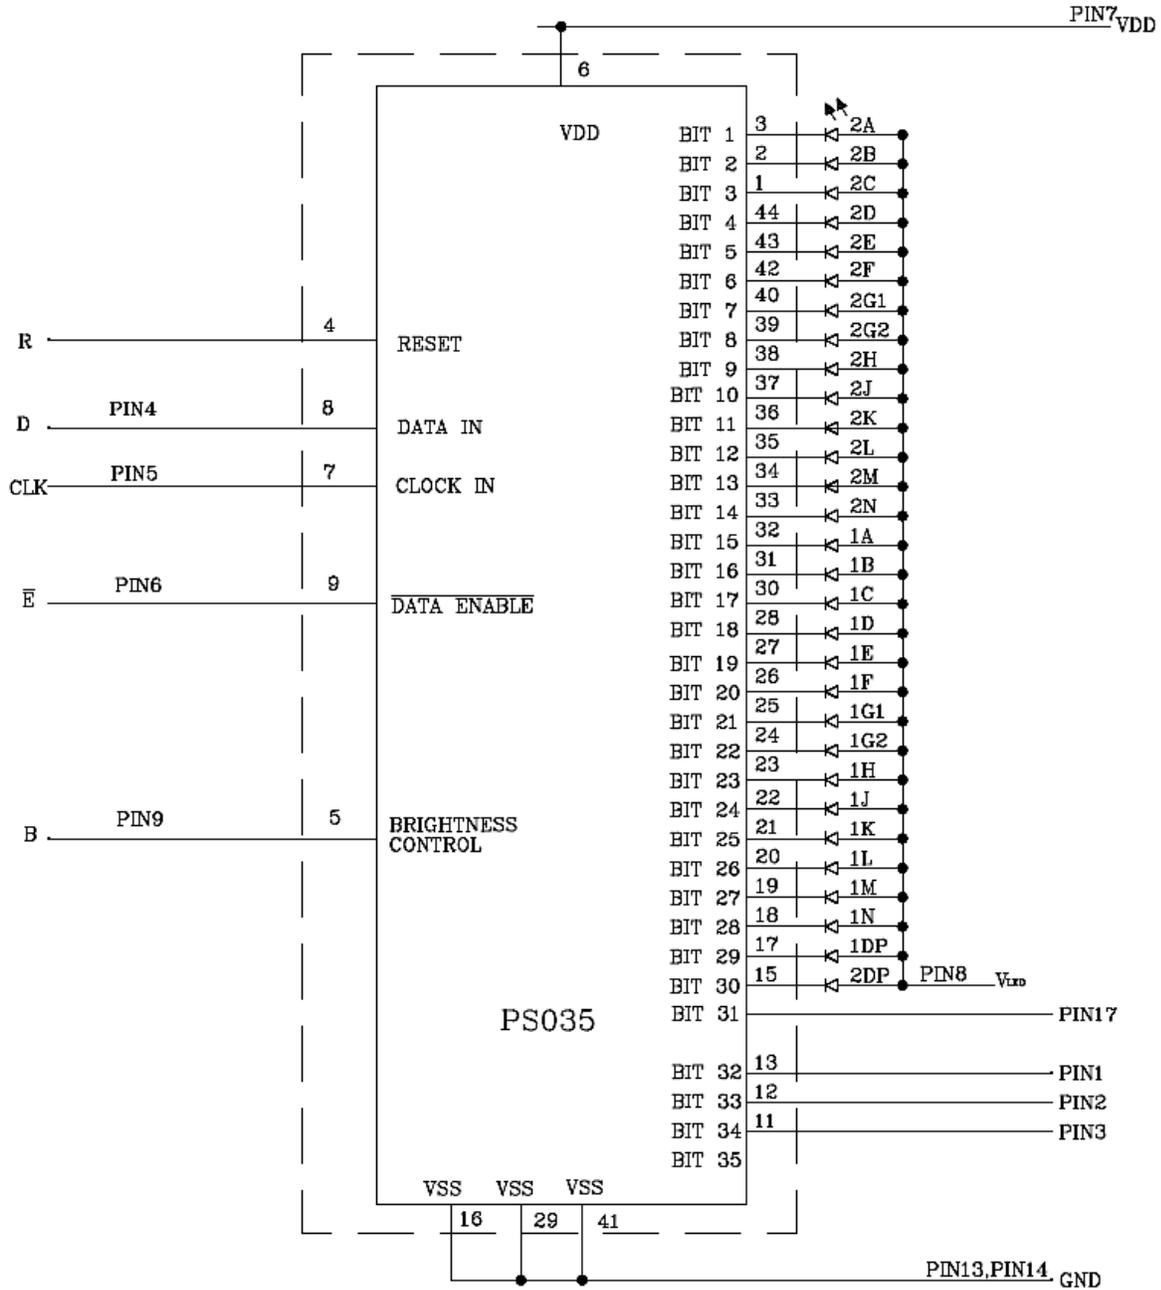 PIN7
VDD
6
VDD
BIT 1 3 2A
BIT 2 2 2B
BIT 3 1 2C
BIT 4 44 2D
BIT 5 43 2E
BIT 6 42 2F
BIT 7 40 2G1
BIT 8 39 2G2
R 4 RESET
BIT 9 38 2H
BIT 10 37 2J
D PIN4 8 DATA IN
BIT 11 36 2K
BIT 12 35 2L
CLK PIN5 7 CLOCK IN
BIT 13 34 2M
BIT 14 33 2N
BIT 15 32 1A
BIT 16 31 1B
E̅ PIN6 9 DATA ENABLE
BIT 17 30 1C
BIT 18 28 1D
BIT 19 27 1E
BIT 20 26 1F
BIT 21 25 1G1
BIT 22 24 1G2
BIT 23 23 1H
BIT 24 22 1J
B PIN9 5 BRIGHTNESS
CONTROL
BIT 25 21 1K
BIT 26 20 1L
BIT 27 19 1M
BIT 28 18 1N
BIT 29 17 1DP
BIT 30 15 2DP PIN8 VLED
PS035
BIT 31 PIN17
BIT 32 13 PIN1
BIT 33 12 PIN2
BIT 34 11 PIN3
BIT 35
VSS VSS VSS
16 29 41
PIN13,PIN14 GND